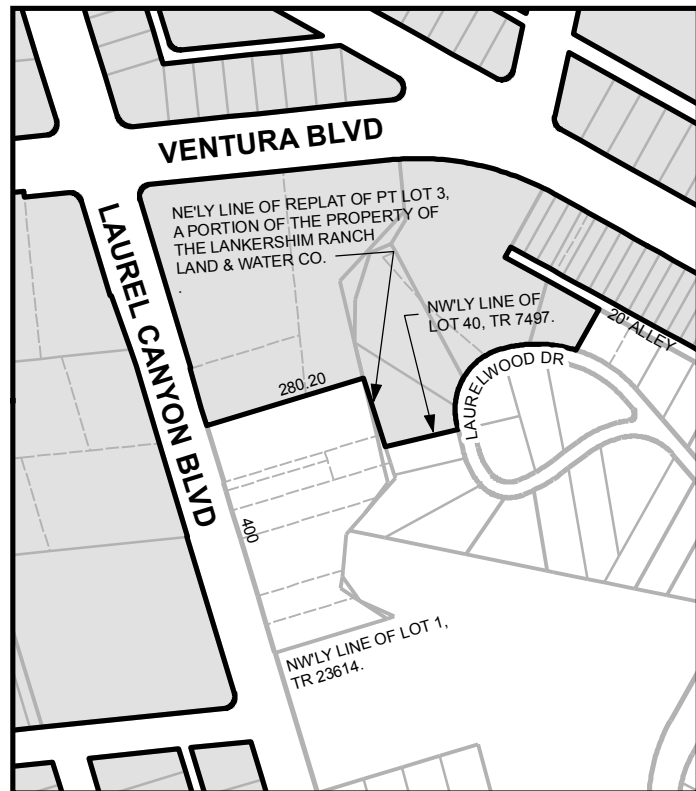 VENTURA BLVD
LAUREL CANYON BLVD
NE'LY LINE OF REPLAT OF PT LOT 3,
A PORTION OF THE PROPERTY OF
THE LANKERSHIM RANCH
LAND & WATER CO.
.
NW'LY LINE OF
LOT 40, TR 7497.
20' ALLEY
LAURELWOOD DR
280.20
400
NW'LY LINE OF LOT 1,
TR 23614.